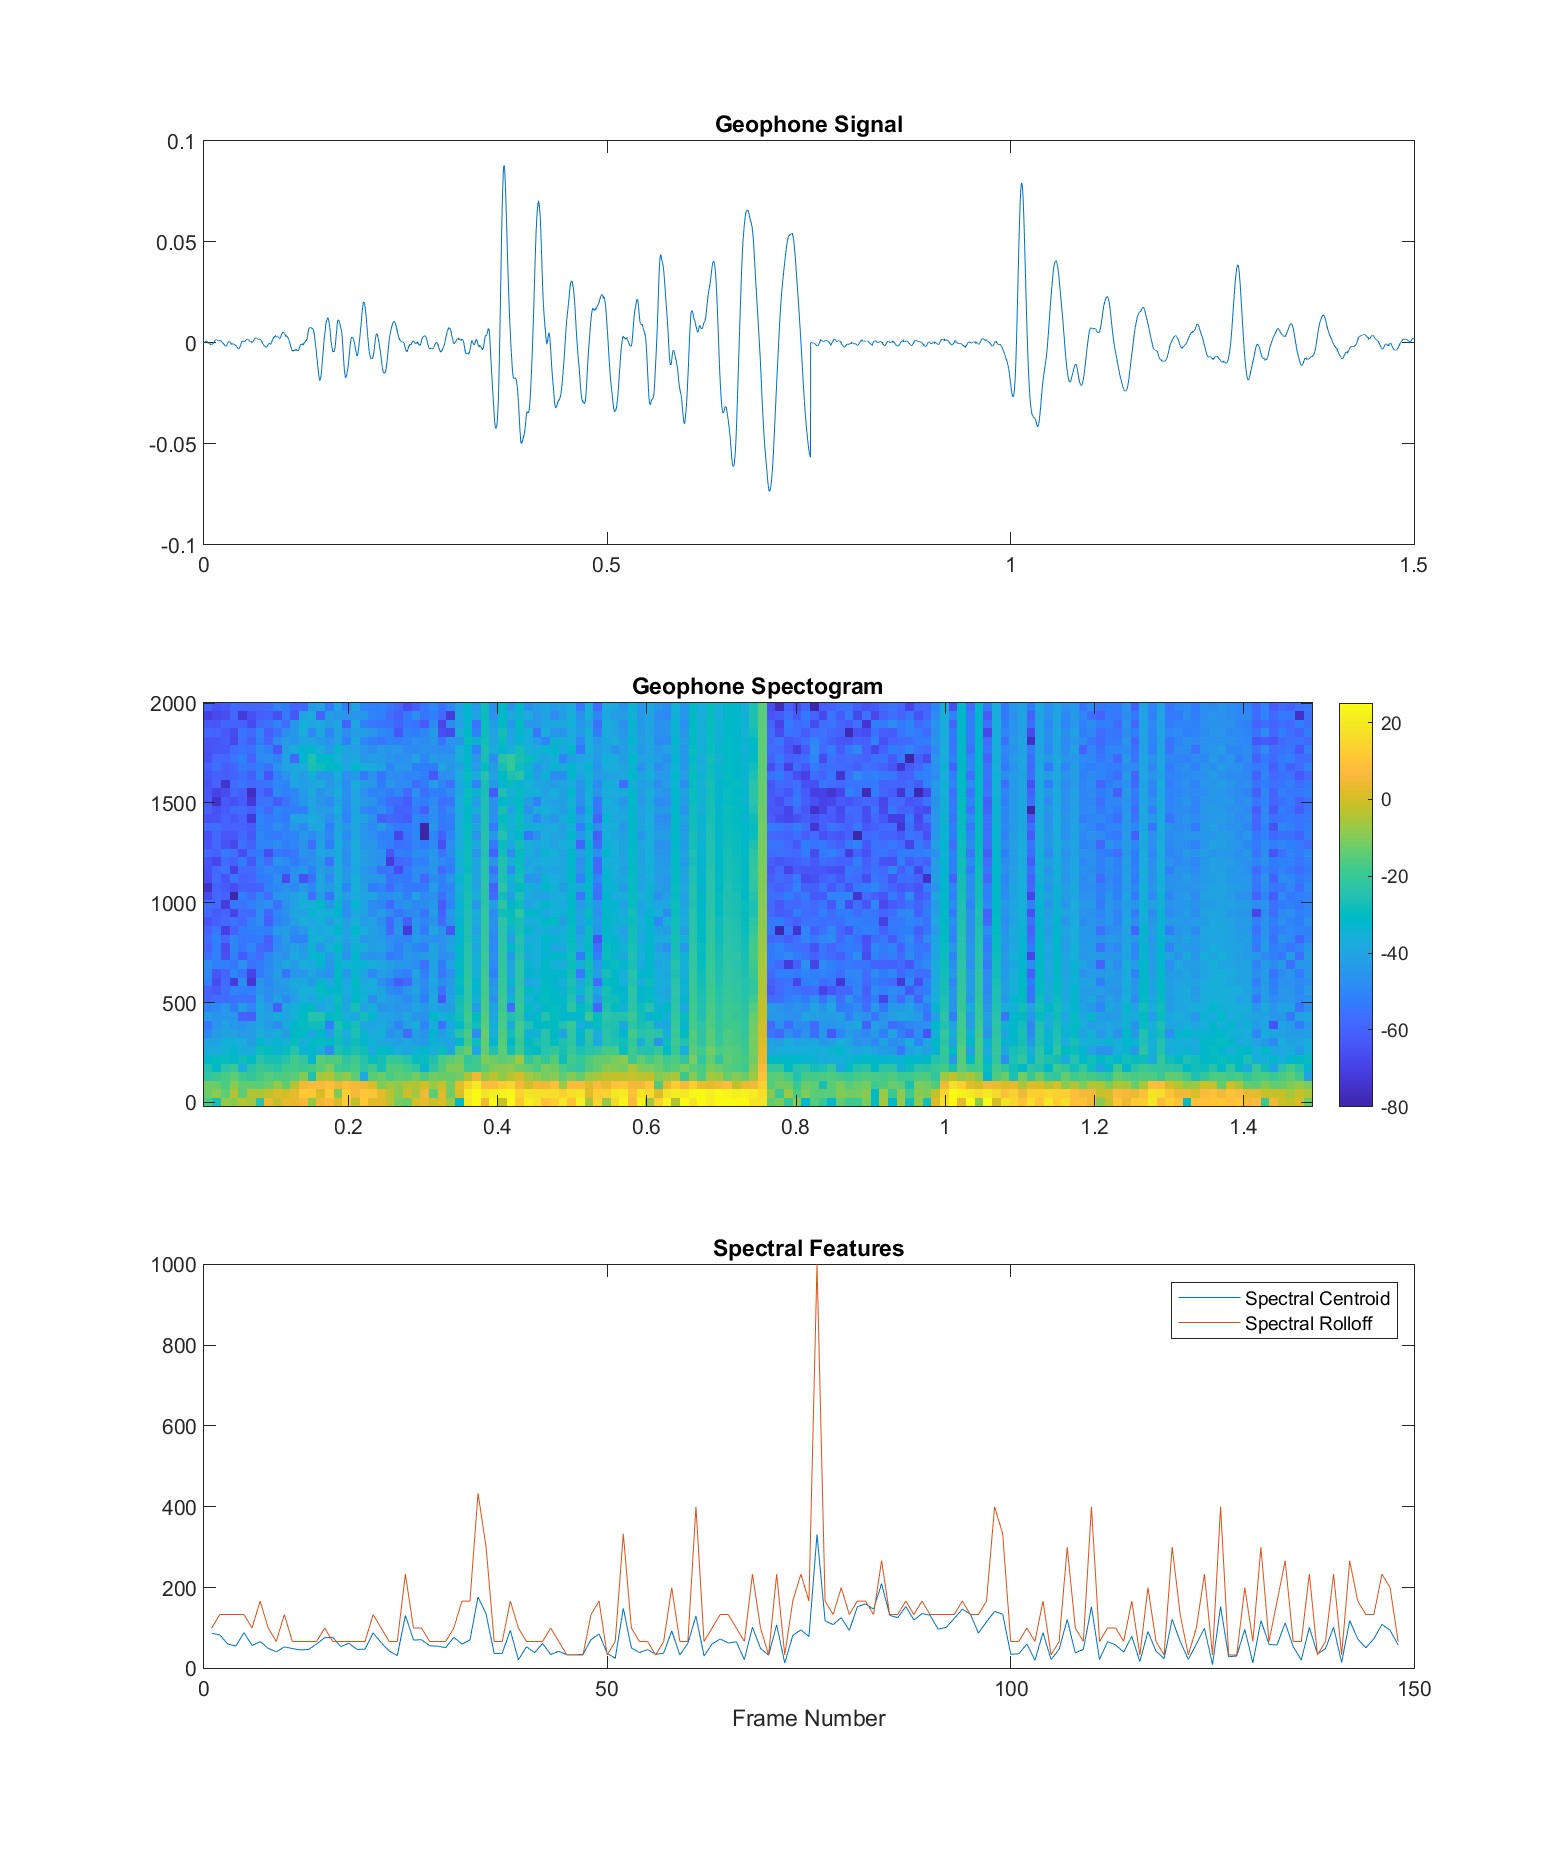 Geophone Signal
0.1
0.05
0
-0.05
-0.1
0 0.5 1 1.5
Geophone Spectogram
2000
1500
1000
500
0
0.2 0.4 0.6 0.8 1 1.2 1.4
20
0
-20
-40
-60
-80
Spectral Features
1000
800
600
400
200
0
0 50 100 150
Frame Number
Spectral Centroid
Spectral Rolloff